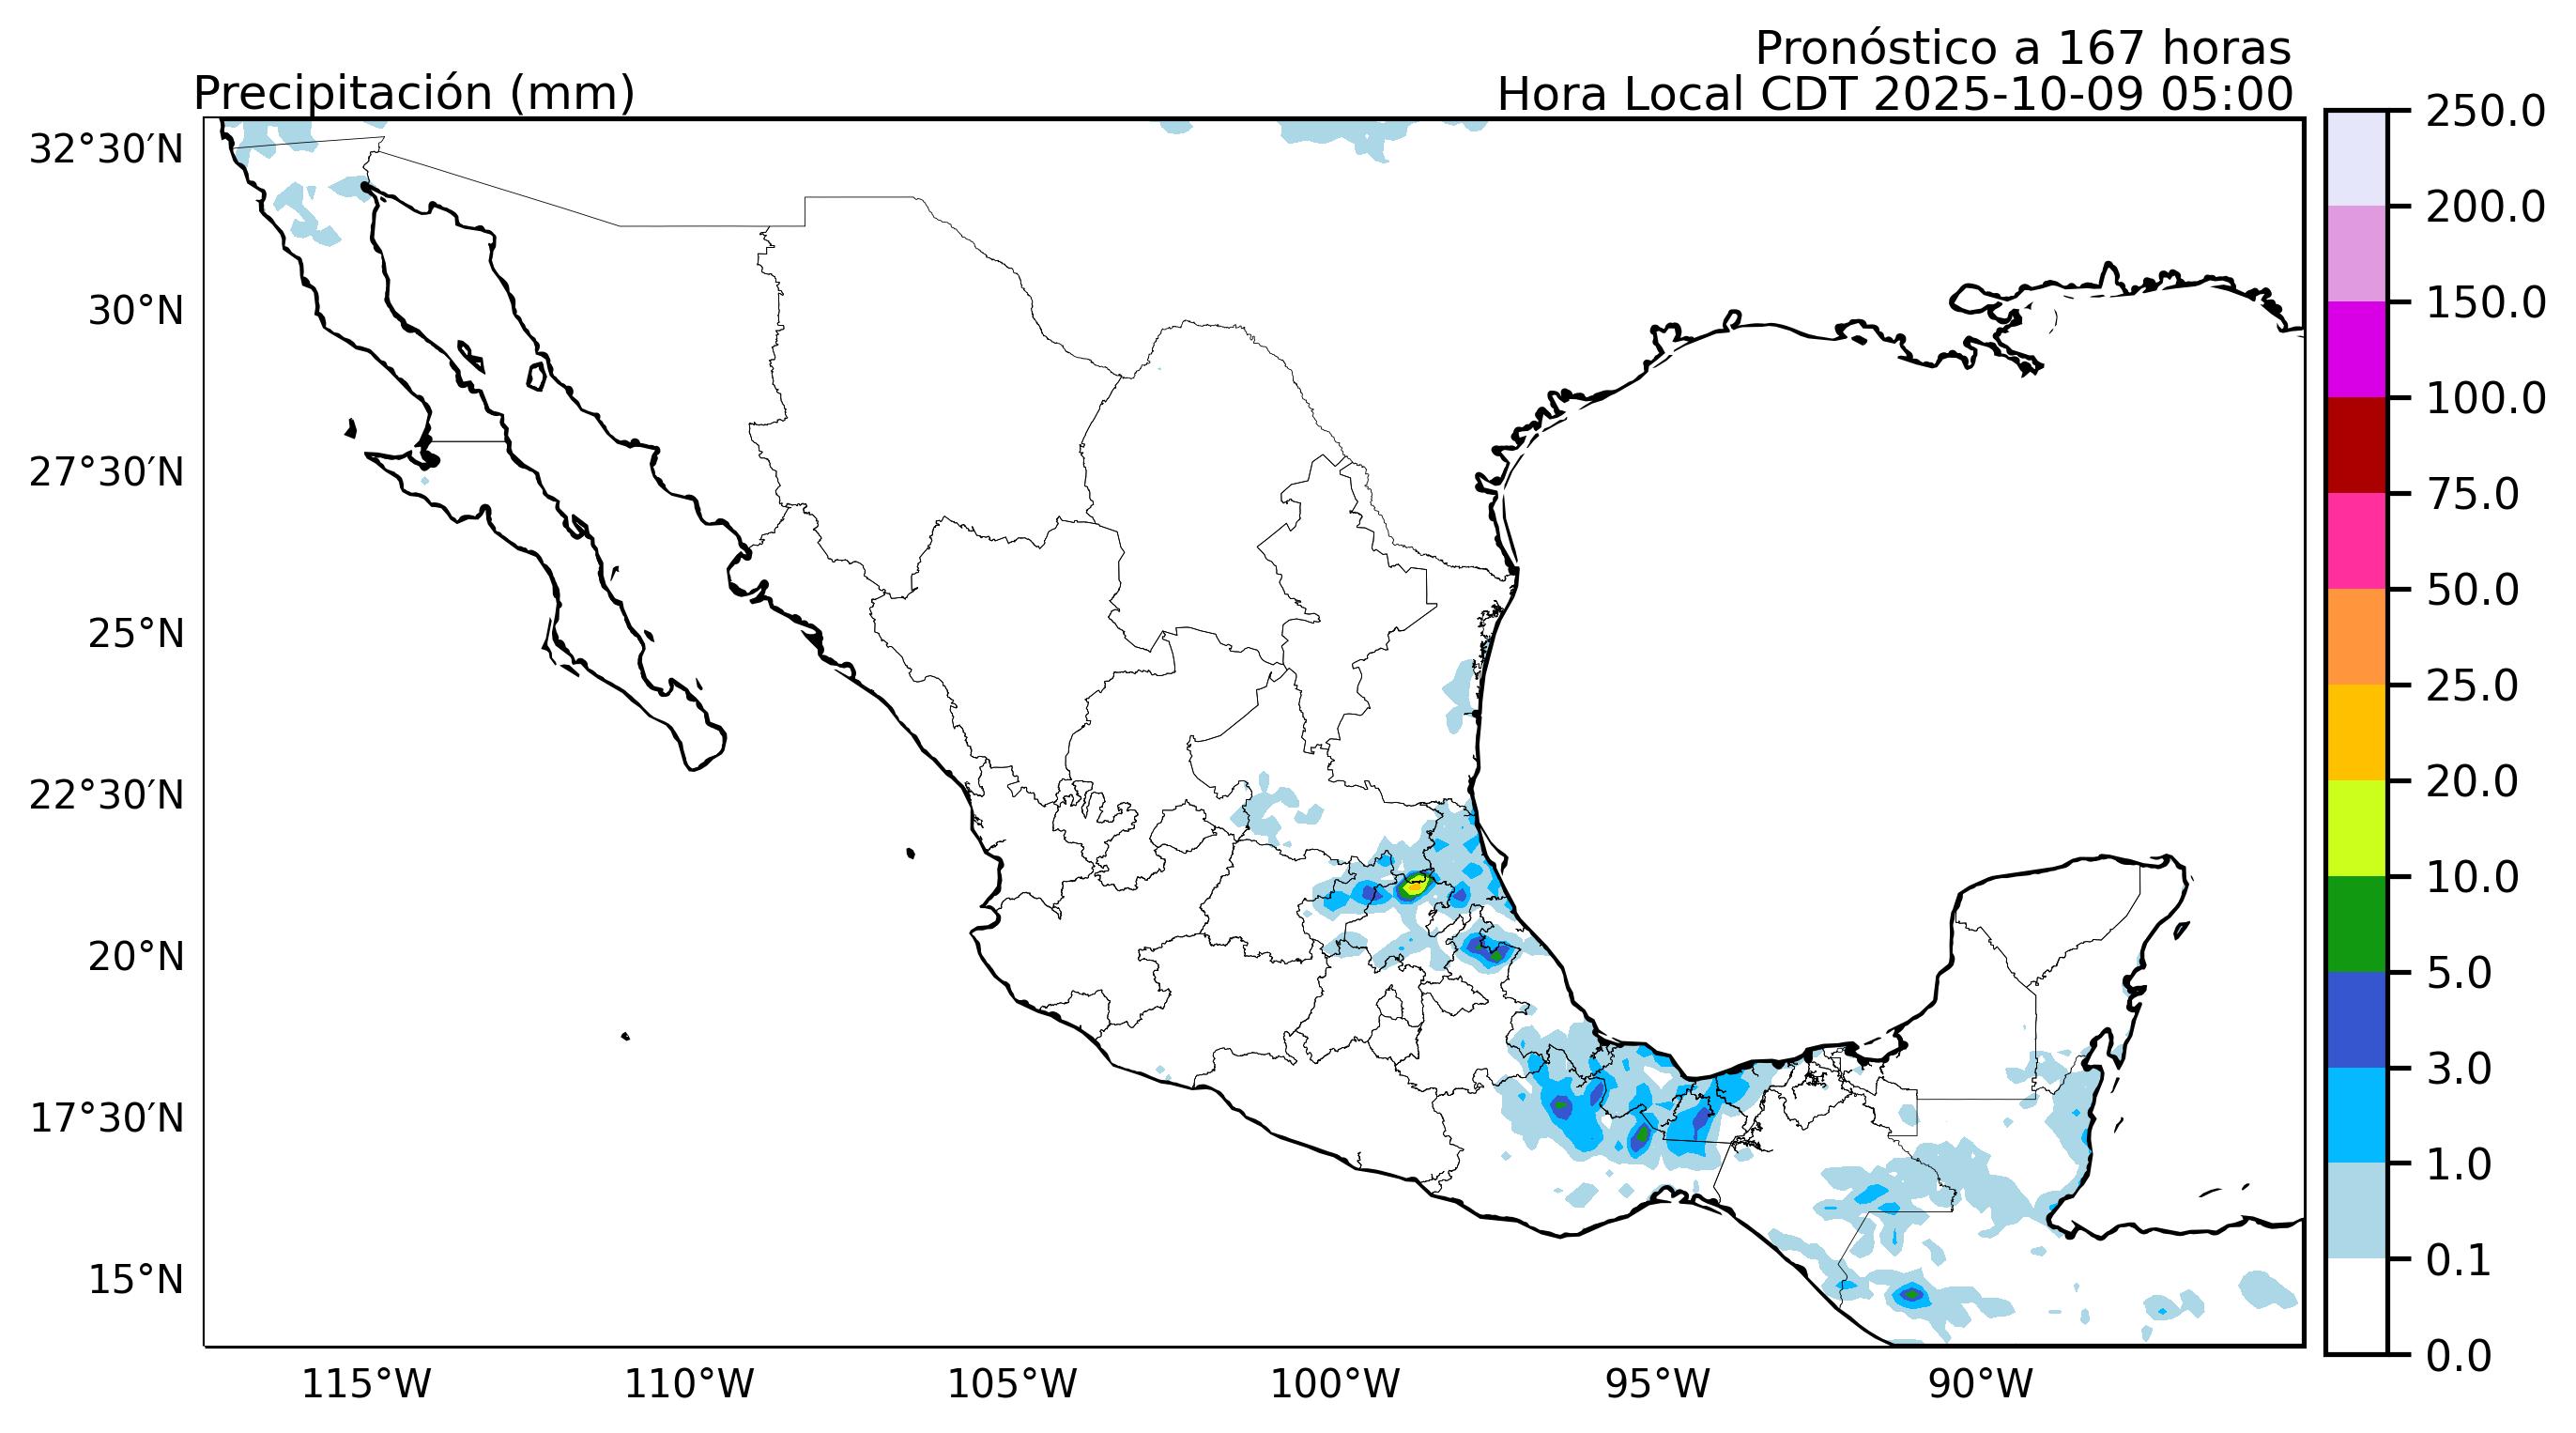 Pronóstico a 167 horas
Precipitación (mm)
Hora Local CDT 2025-10-09 05:00
32°30′N
30°N
27°30′N
25°N
22°30′N
20°N
17°30′N
15°N
115°W
110°W
105°W
100°W
95°W
90°W
250.0
200.0
150.0
100.0
75.0
50.0
25.0
20.0
10.0
5.0
3.0
1.0
0.1
0.0